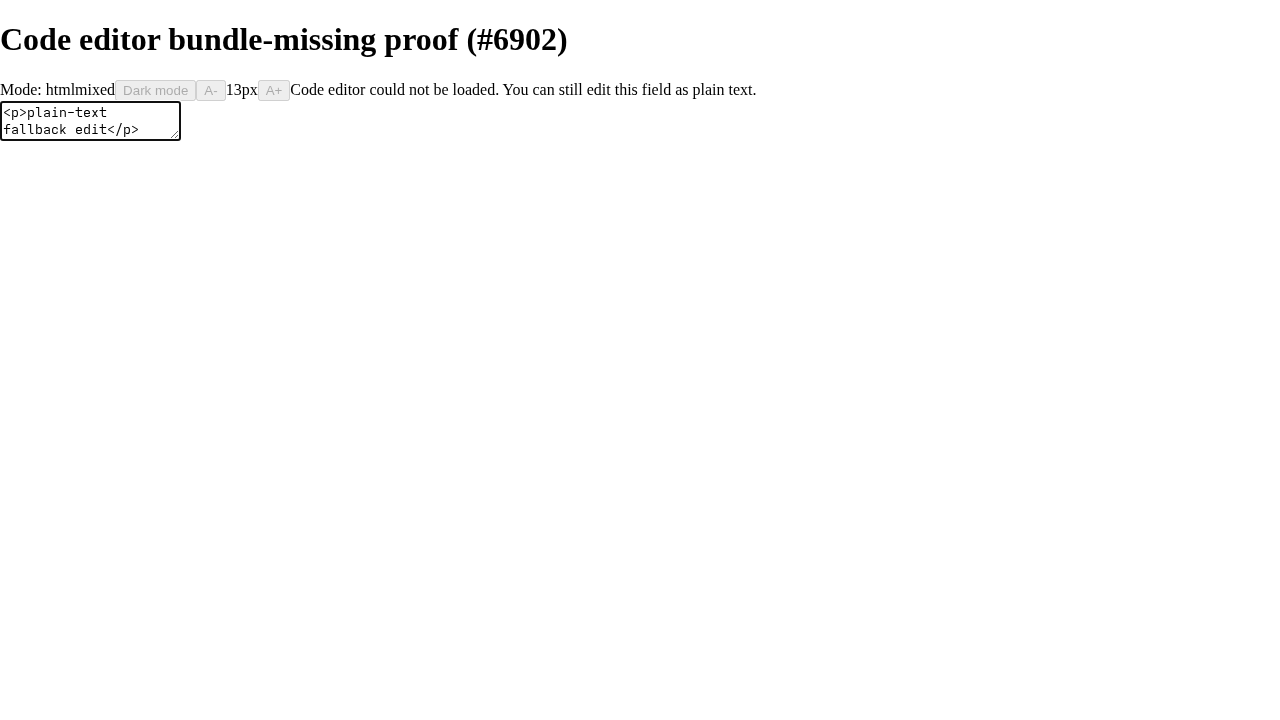 Code editor bundle-missing proof (#6902)
Mode: htmlmixed Dark mode A- 13px A+ Code editor could not be loaded. You can still edit this field as plain text.
<p>plain-text
fallback edit</p>